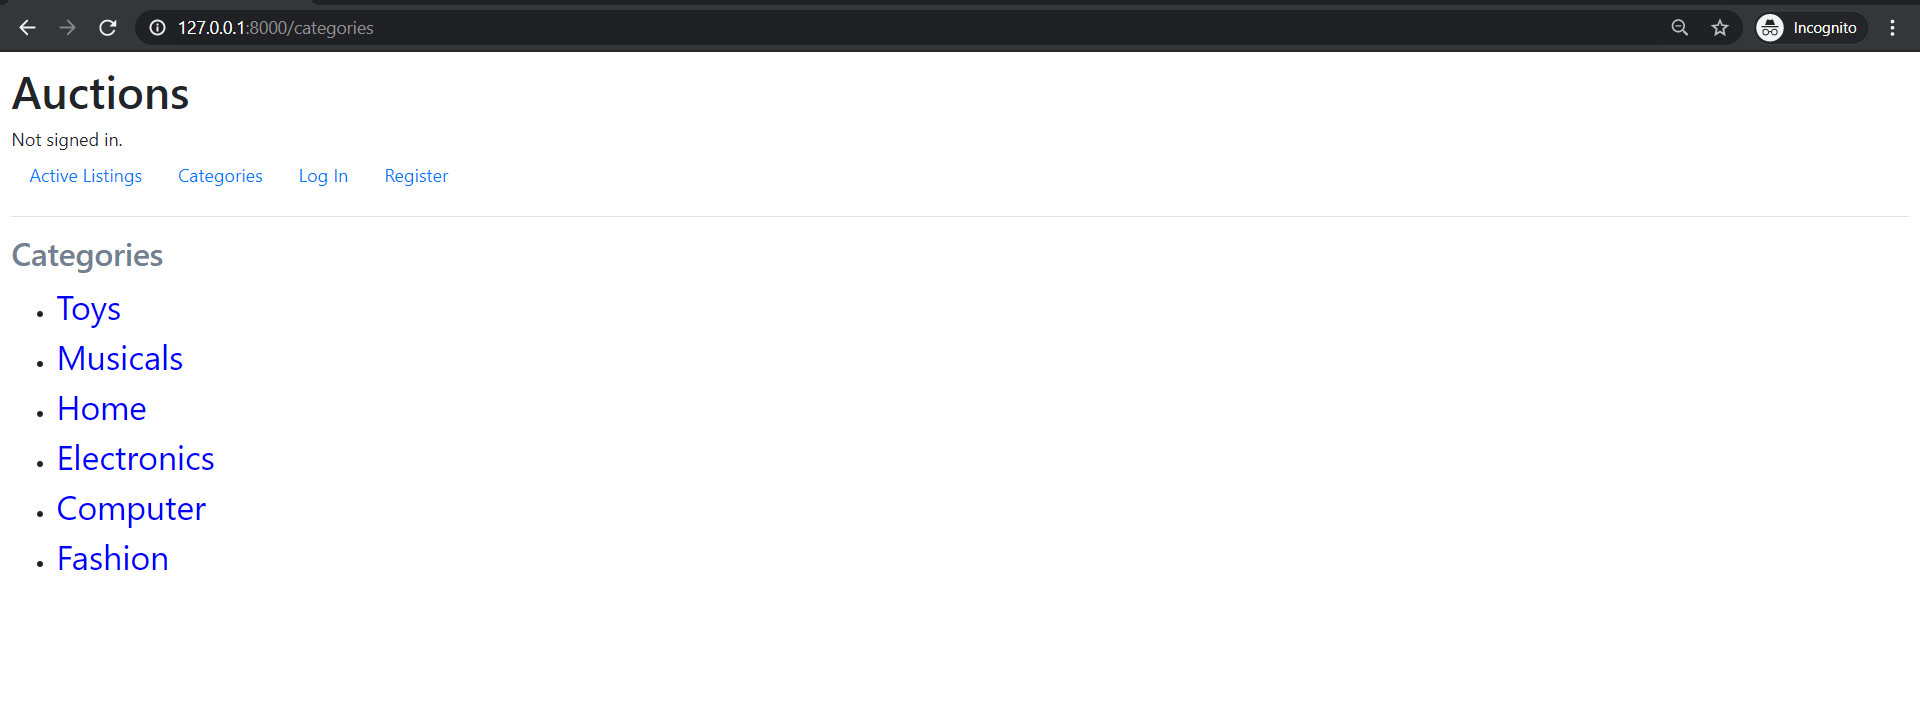 127.0.0.1:8000/categories Incognito
Auctions
Not signed in.
Active Listings Categories Log In Register
Categories
Toys
Musicals
Home
Electronics
Computer
Fashion